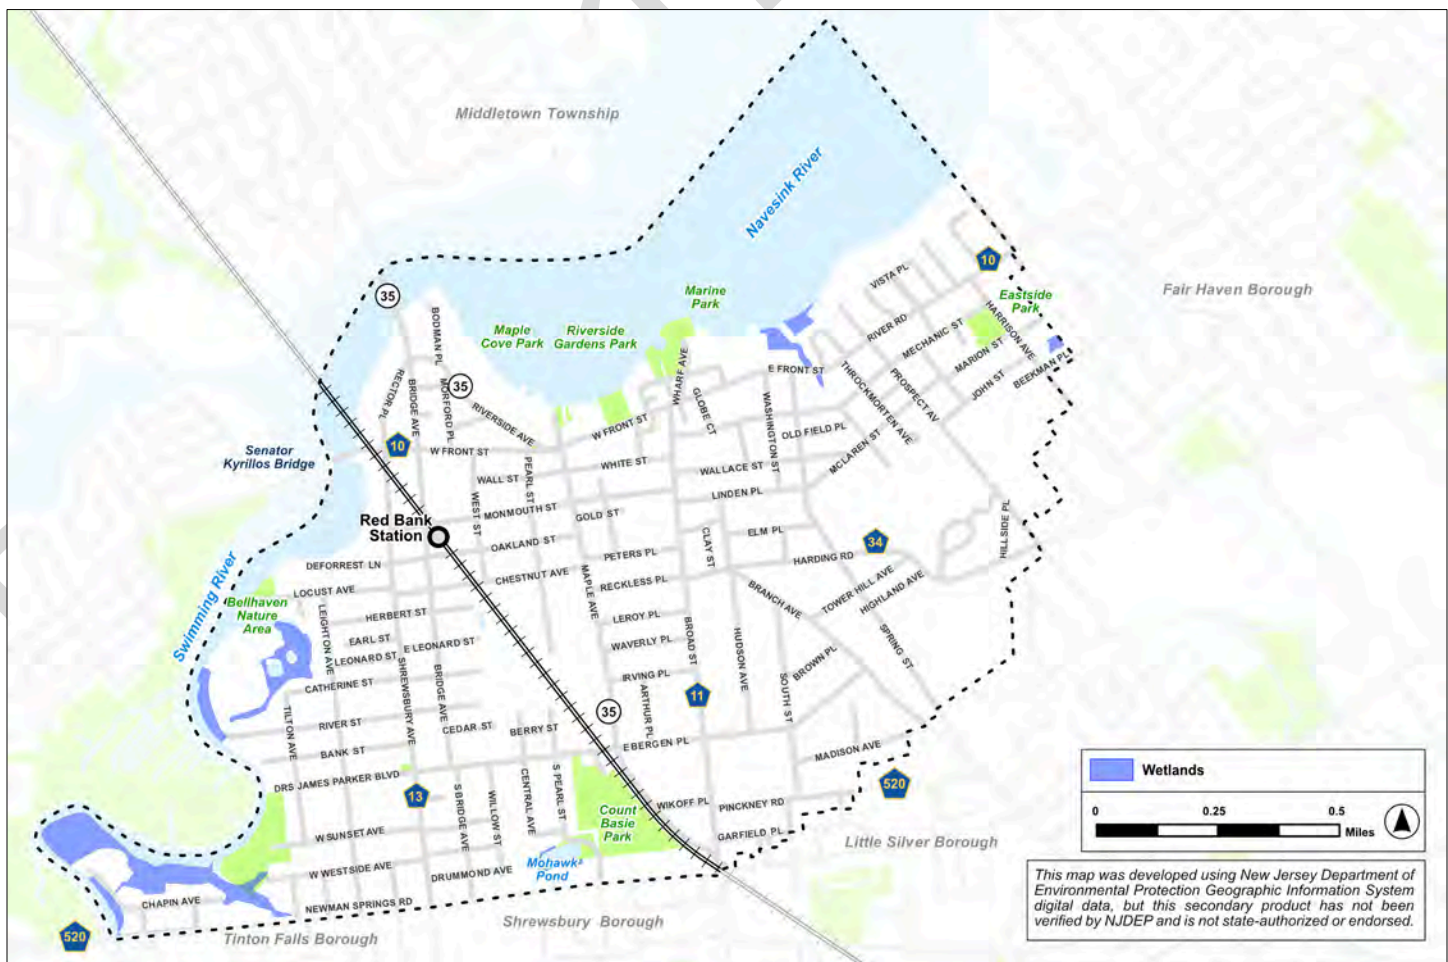 Middletown Township
Navesink River
Fair Haven Borough
10
VISTA PL
Eastside
Park
Marine
Park
35
BODMAN PL
Maple
Cove Park
Riverside
Gardens Park
RIVER RD
HARRISON AVE
MECHANIC ST
MARION ST
BEEKMAN PL
JOHN ST
E FRONT ST
WHARF AVE
THROCKMORTEN AVE
PROSPECT AV
RECTOR PL
BRIDGE AVE
MORFORD PL
35
RIVERSIDE AVE
GLOBE CT
WASHINGTON ST
OLD FIELD PL
MCLAREN ST
W FRONT ST
10
W FRONT ST
Senator
Kyrillos Bridge
WALL ST
PEARL ST
WHITE ST
WALLACE ST
LINDEN PL
WEST ST
MONMOUTH ST
GOLD ST
Red Bank
Station
OAKLAND ST
CLAY ST
ELM PL
34
HILLSIDE PL
PETERS PL
HARDING RD
DEFORREST LN
CHESTNUT AVE
RECKLESS PL
MAPLE AVE
BRANCH AVE
TOWER HILL AVE
HIGHLAND AVE
Swimming River
LOCUST AVE
Bellhaven
Nature
Area
LEIGHTON AVE
HERBERT ST
LEROY PL
EARL ST
E LEONARD ST
LEONARD ST
WAVERLY PL
BROAD ST
HUDSON AVE
SPRING ST
BROWN PL
SHREWSBURY AVE
BRIDGE AVE
CATHERINE ST
IRVING PL
ARTHUR PL
11
SOUTH ST
TILTON AVE
RIVER ST
CEDAR ST
BERRY ST
35
BANK ST
E BERGEN PL
MADISON AVE
DRS JAMES PARKER BLVD
13
S BRIDGE AVE
WILLOW ST
CENTRAL AVE
S PEARL ST
Count
Basie
Park
WIKOFF PL
PINCKNEY RD
520
GARFIELD PL
Little Silver Borough
W SUNSET AVE
W WESTSIDE AVE
DRUMMOND AVE
Mohawk
Pond
CHAPIN AVE
NEWMAN SPRINGS RD
520
Tinton Falls Borough
Shrewsbury Borough
Wetlands
0 0.25 0.5
Miles
This map was developed using New Jersey Department of
Environmental Protection Geographic Information System
digital data, but this secondary product has not been
verified by NJDEP and is not state-authorized or endorsed.